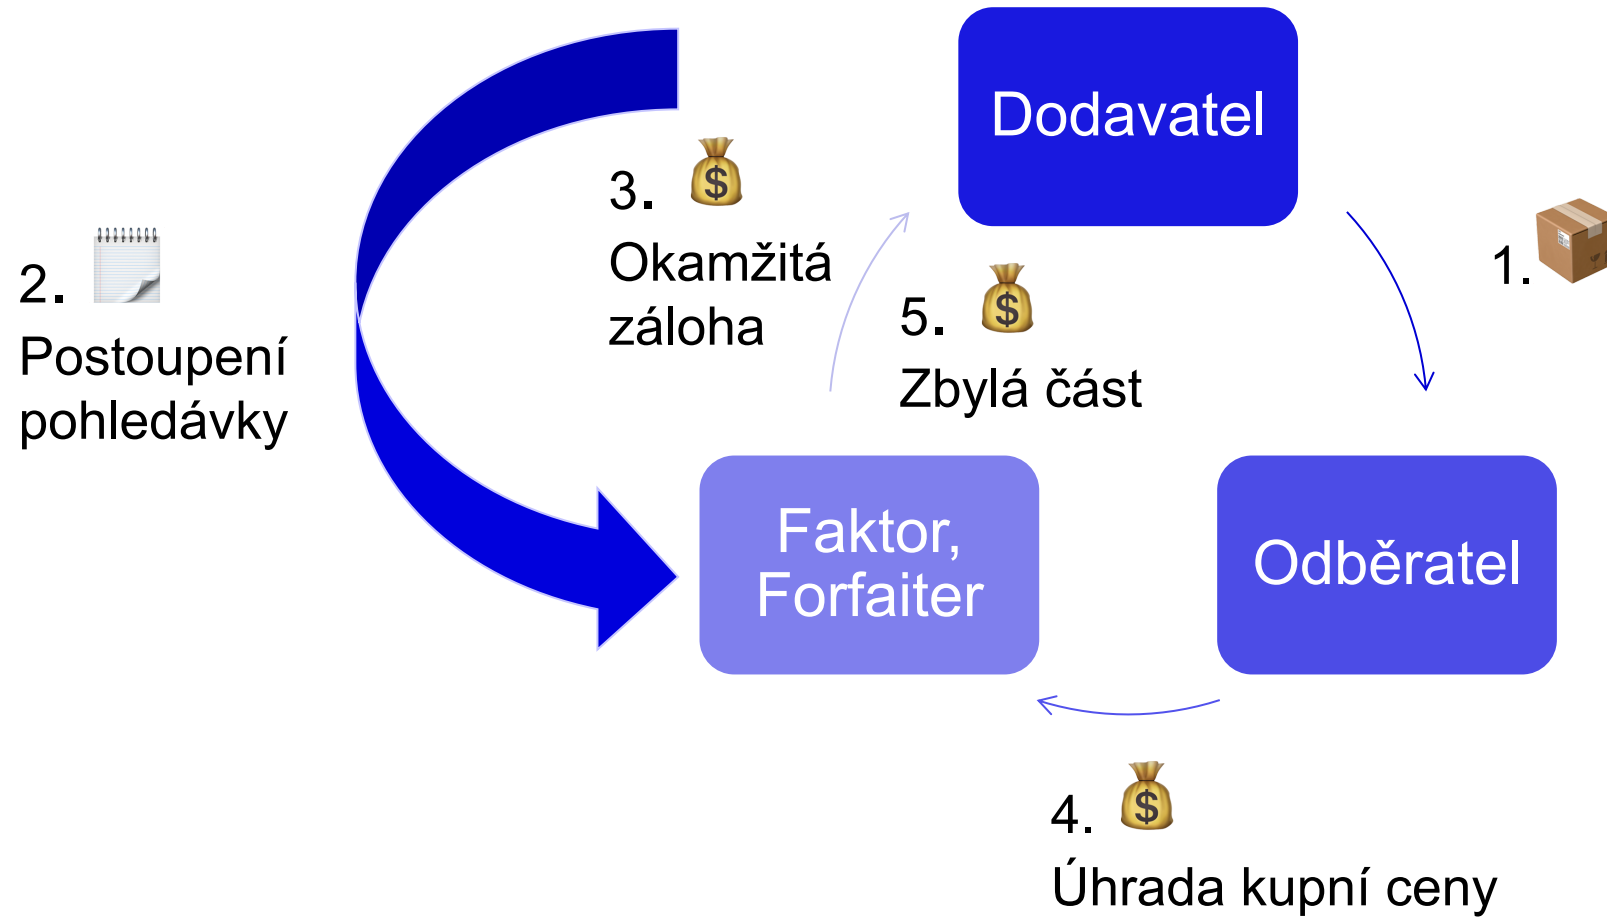 Dodavatel
1.
2.
Postoupení
pohledávky
3.
Okamžitá
záloha
5.
Zbylá část
Faktor,
Forfaiter
Odběratel
4.
Úhrada kupní ceny